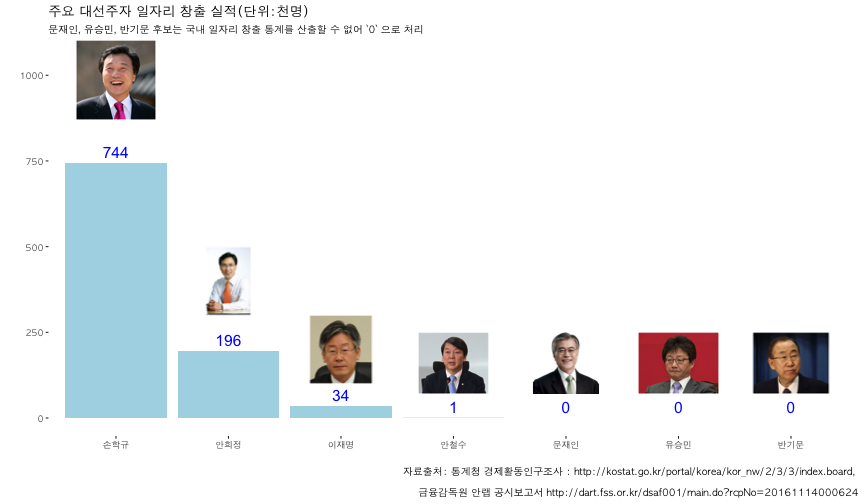 주요 대선주자 일자리 창출 실적(단위:천명)
문재인, 유승민, 반기문 후보는 국내 일자리 창출 통계를 산출할 수 없어 `0` 으로 처리
1000
750
500
250
0
744
196
34
1
0
0
0
손학규
안희정
이재명
안철수
문재인
유승민
반기문
자료출처: 통계청 경제활동인구조사 : http://kostat.go.kr/portal/korea/kor_nw/2/3/3/index.board,
금융감독원 안랩 공시보고서 http://dart.fss.or.kr/dsaf001/main.do?rcpNo=20161114000624